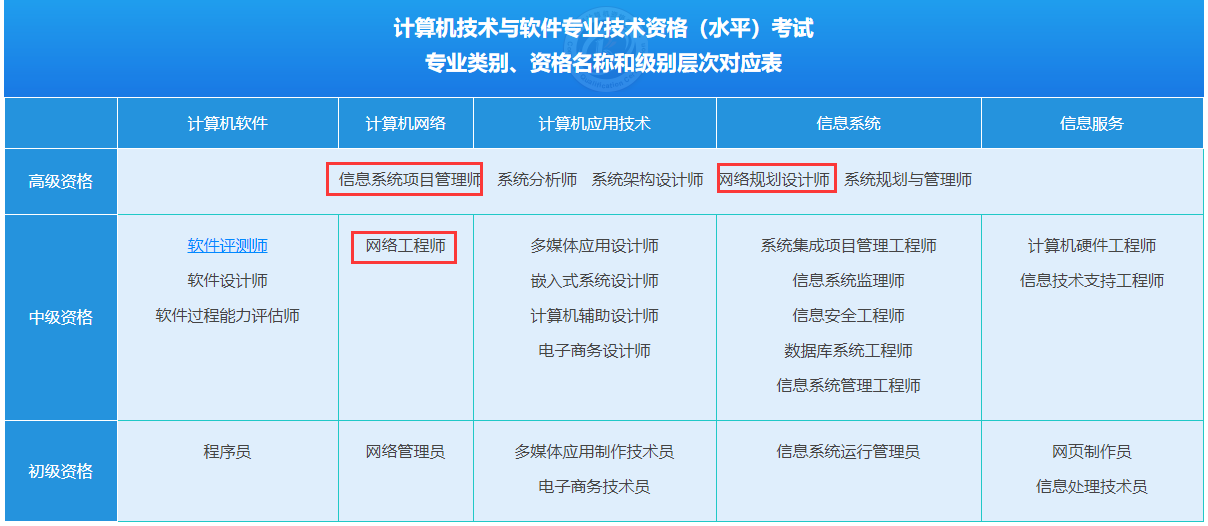 计算机技术与软件专业技术资格（水平）考试
专业类别、资格名称和级别层次对应表
计算机软件 计算机网络 计算机应用技术 信息系统 信息服务
高级资格 信息系统项目管理师 系统分析师 系统架构设计师 网络规划设计师 系统规划与管理师
中级资格
软件评测师 网络工程师 多媒体应用设计师 系统集成项目管理工程师 计算机硬件工程师
软件设计师 嵌入式系统设计师 信息系统监理师 信息技术支持工程师
软件过程能力评估师 计算机辅助设计师 信息安全工程师
电子商务设计师 数据库系统工程师
信息系统管理工程师
初级资格
程序员 网络管理员 多媒体应用制作技术员 信息系统运行管理员 网页制作员
电子商务技术员 信息处理技术员